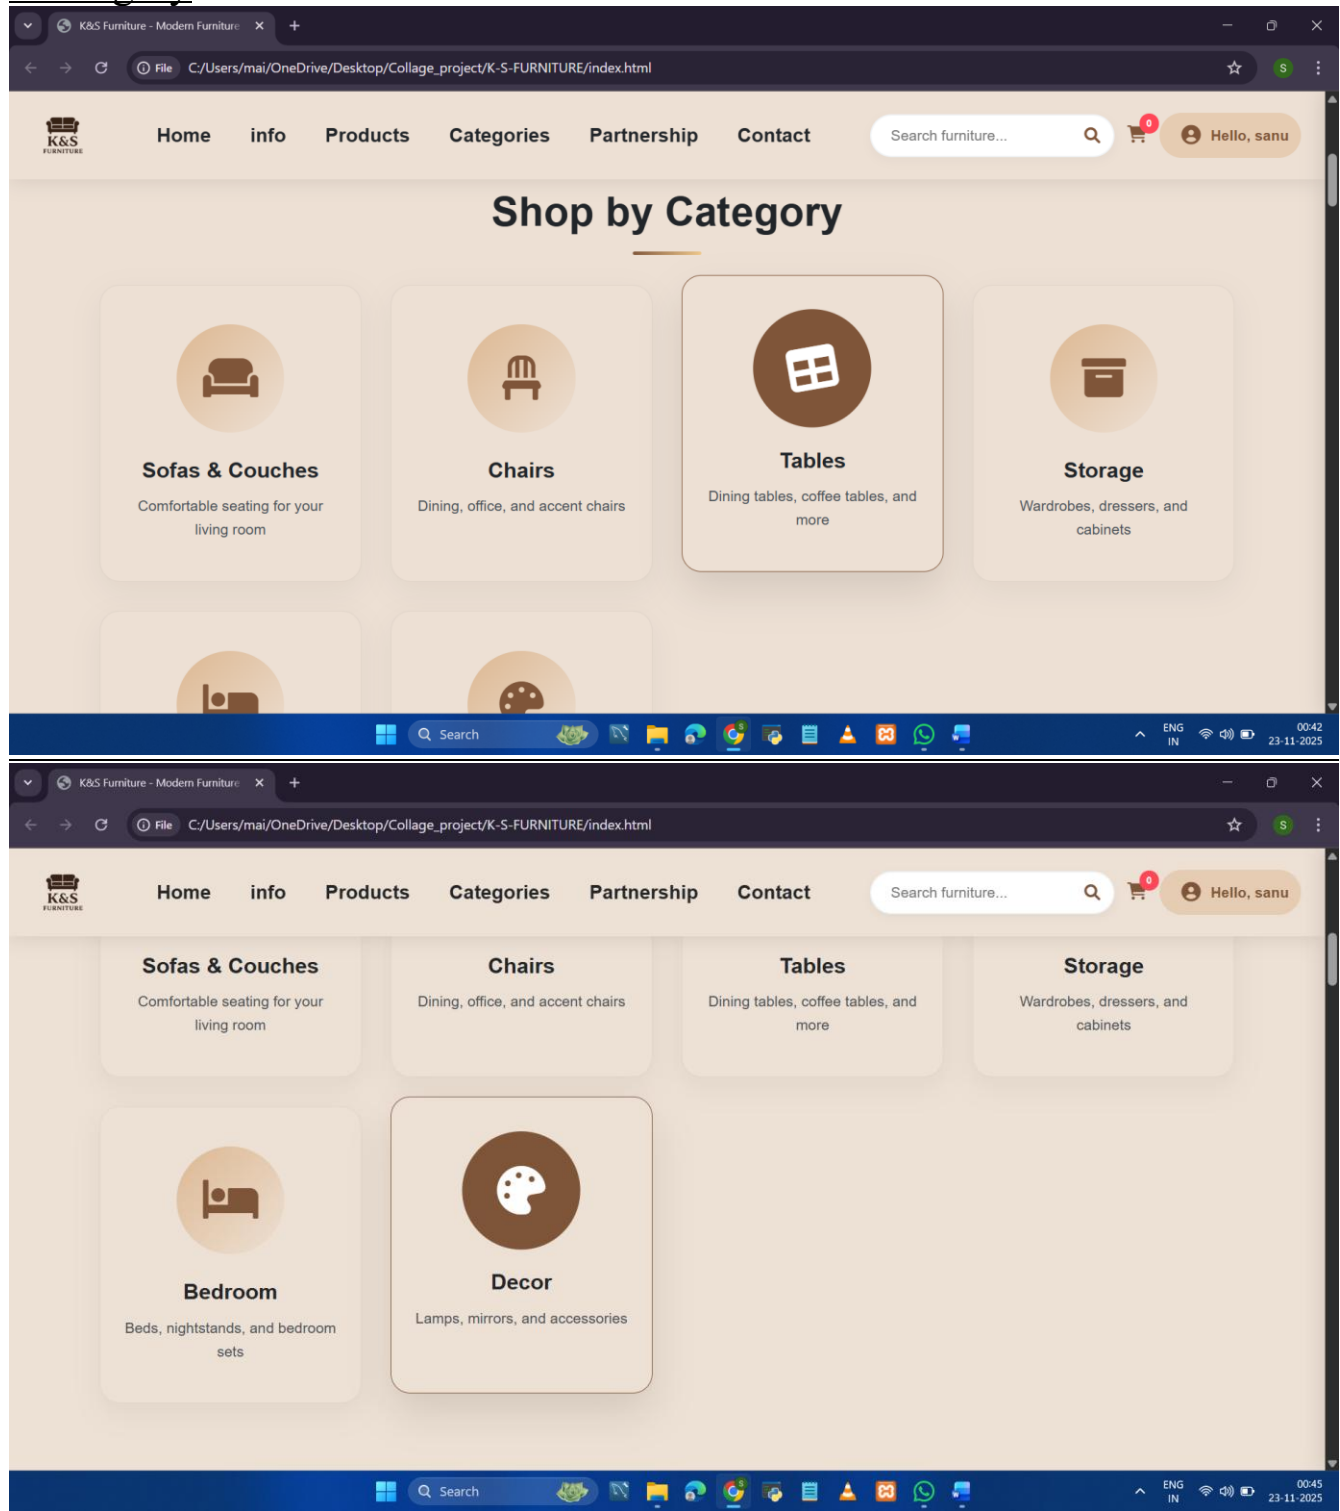 K&S Furniture - Modern Furniture
File C:/Users/mai/OneDrive/Desktop/Collage_project/K-S-FURNITURE/index.html
S
K&S
FURNITURE
Home info Products Categories Partnership Contact Search furniture... 0 Hello, sanu
Shop by Category
Sofas & Couches
Comfortable seating for your
living room
Chairs
Dining, office, and accent chairs
Tables
Dining tables, coffee tables, and
more
Storage
Wardrobes, dressers, and
cabinets
Search
ENG
IN
00:42
23-11-2025
K&S Furniture - Modern Furniture
File C:/Users/mai/OneDrive/Desktop/Collage_project/K-S-FURNITURE/index.html
S
K&S
FURNITURE
Home info Products Categories Partnership Contact Search furniture... 0 Hello, sanu
Sofas & Couches
Comfortable seating for your
living room
Chairs
Dining, office, and accent chairs
Tables
Dining tables, coffee tables, and
more
Storage
Wardrobes, dressers, and
cabinets
Bedroom
Beds, nightstands, and bedroom
sets
Decor
Lamps, mirrors, and accessories
Search
ENG
IN
00:45
23-11-2025